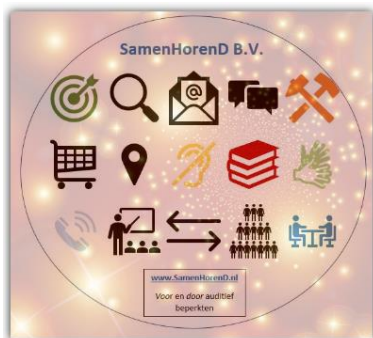 SamenHorenD B.V.
@
www.SamenHorenD.nl
Voor en door auditief
beperkten